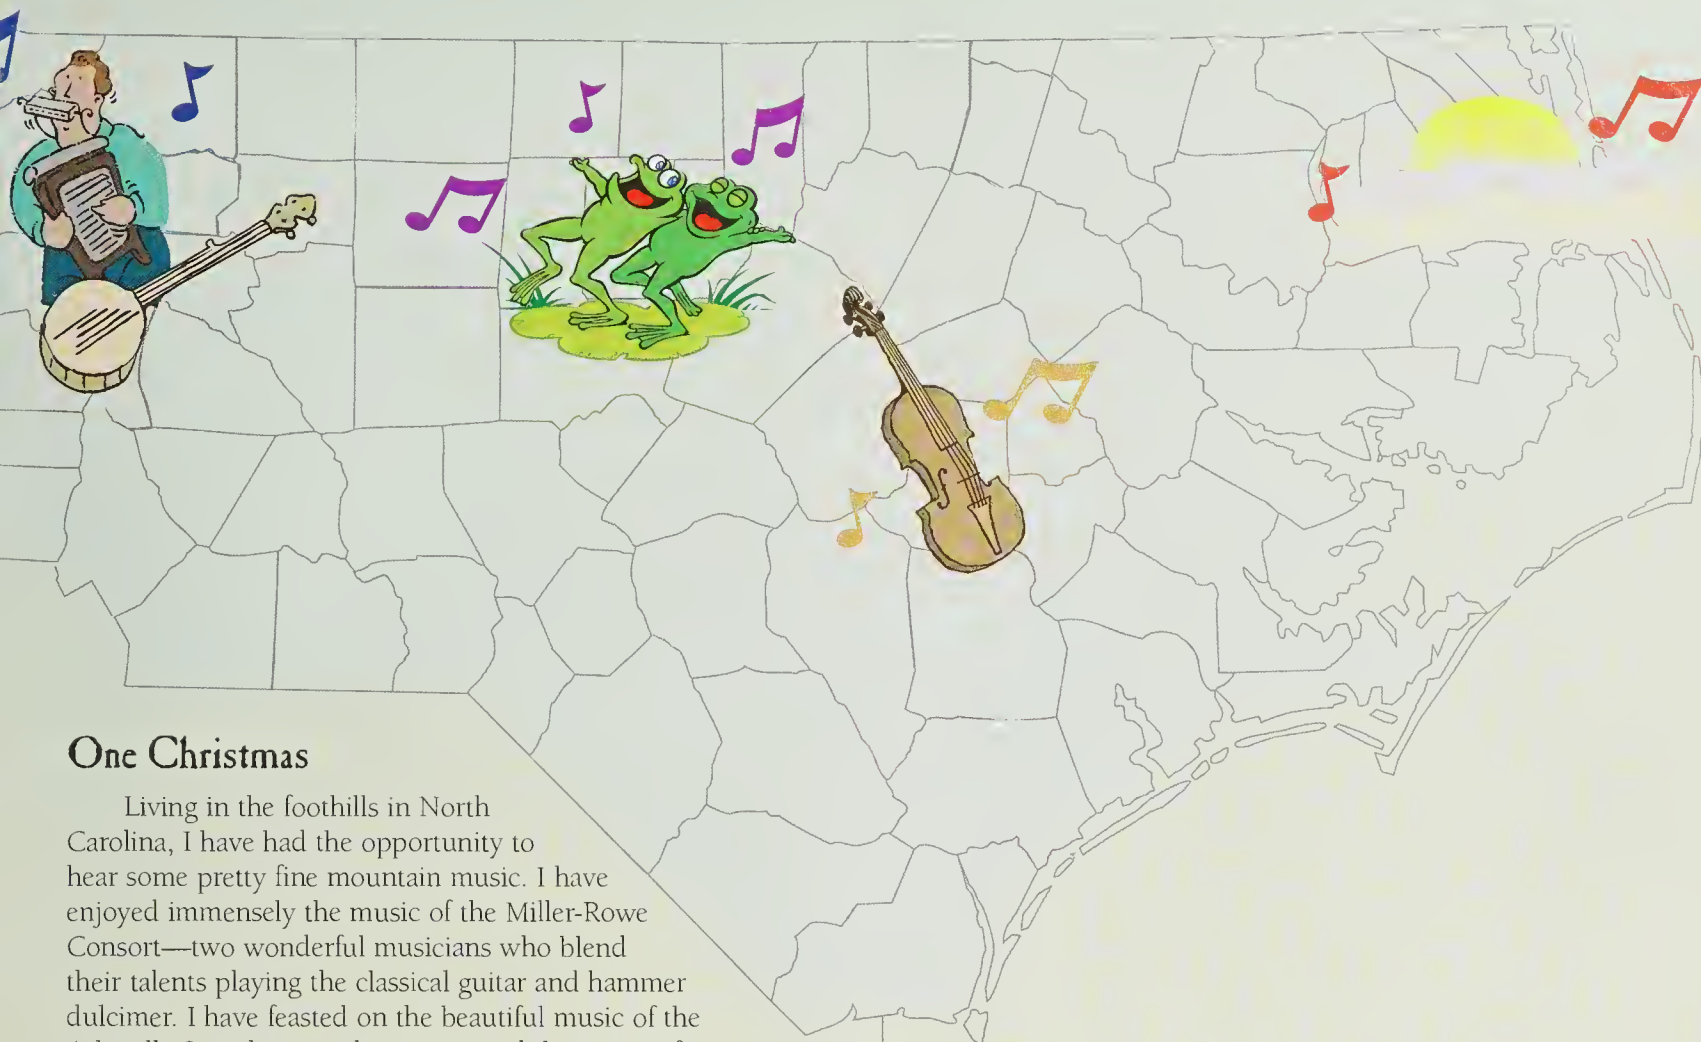 One Christmas
Living in the foothills in North
Carolina, I have had the opportunity to
hear some pretty fine mountain music. I have
enjoyed immensely the music of the Miller-Rowe
Consort—two wonderful musicians who blend
their talents playing the classical guitar and hammer
dulcimer. I have feasted on the beautiful music of the